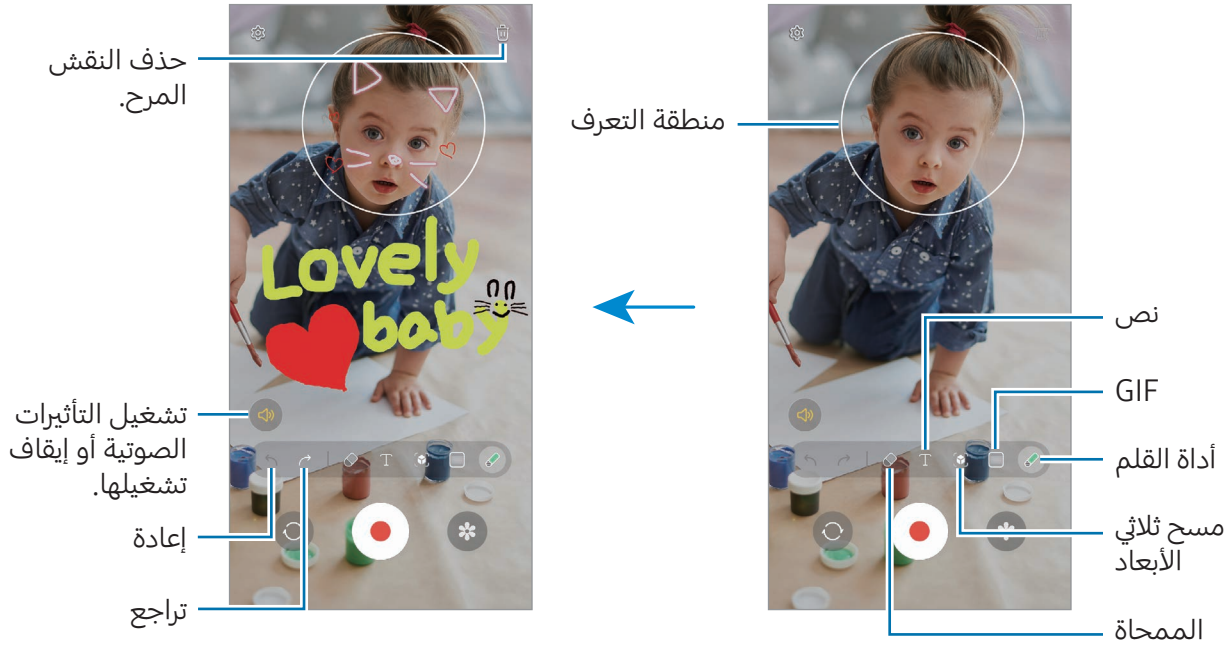 منطقة التعرف
نص
GIF
أداة القلم
مسح ثلاثي
الأبعاد
الممحاة
T
حذف النقش
المرح.
Lovely
baby
تشغيل التأثيرات
الصوتية أو إيقاف
تشغيلها.
إعادة
تراجع
T